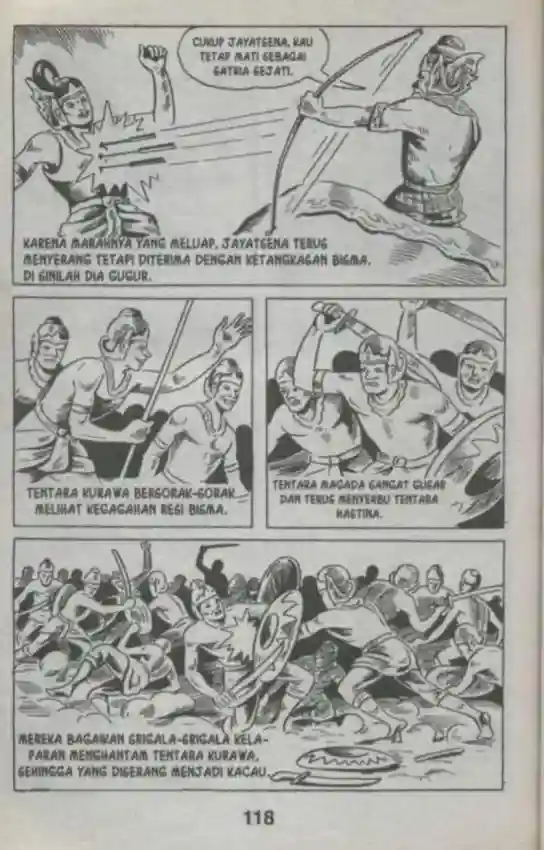 CUKUP JAYATSENA, KAU
TETAP MATI SEBAGAI
SATRIA SEJATI.
KARENA MARAHNYA YANG MELUAP, JAYATSENA TERUS
MENYERANG TETAPI DITERIMA DENGAN KETANGKASAN BISMA.
DI SINILAH DIA GUGUR.
TENTARA KURAWA BERSORAK-SORAK
MELIHAT KEGAGAHAN RESI BISMA.
TENTARA MAGADA SANGAT GUSAR
DAN TERUS MENYERBU TENTARA
HASTINA.
MEREKA BAGAIKAN SRIGALA-SRIGALA KELA-
PARAN MENGHANTAM TENTARA KURAWA,
SEHINGGA YANG DISERANG MENJADI KACAU.
118